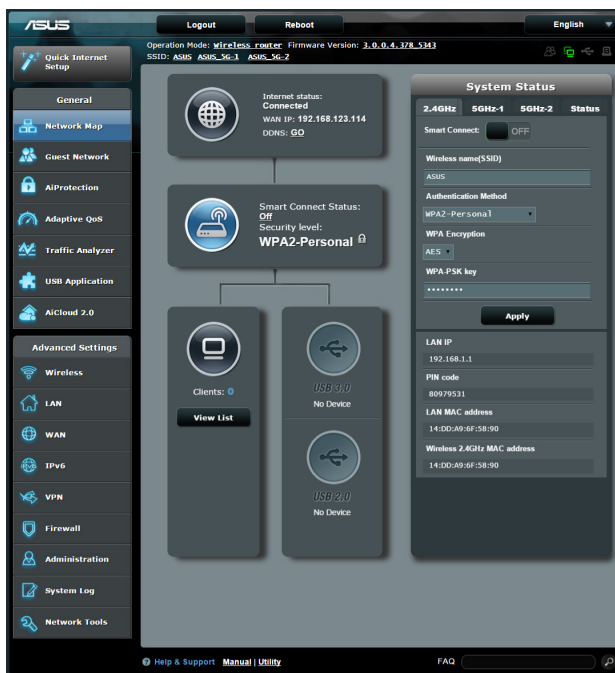 ASUS
Logout
Reboot
English
Quick Internet
Setup
Operation Mode: Wireless router Firmware Version: 3.0.0.4.378_5343
SSID: ASUS ASUS_5G-1 ASUS_5G-2
General
Network Map
Guest Network
AiProtection
Adaptive QoS
Traffic Analyzer
USB Application
AiCloud 2.0
Advanced Settings
Wireless
LAN
WAN
IPv6
VPN
Firewall
Administration
System Log
Network Tools
Internet status:
Connected
WAN IP: 192.168.123.114
DDNS: GO
Smart Connect Status:
Off
Security level:
WPA2-Personal
Clients: 0
View List
USB 3.0
No Device
USB 2.0
No Device
System Status
2.4GHz 5GHz-1 5GHz-2 Status
Smart Connect: OFF
Wireless name(SSID)
ASUS
Authentication Method
WPA2-Personal
WPA Encryption
AES
WPA-PSK key
••••••••
Apply
LAN IP
192.168.1.1
PIN code
80979531
LAN MAC address
14:DD:A9:6F:58:90
Wireless 2.4GHz MAC address
14:DD:A9:6F:58:90
Help & Support Manual | Utility
FAQ